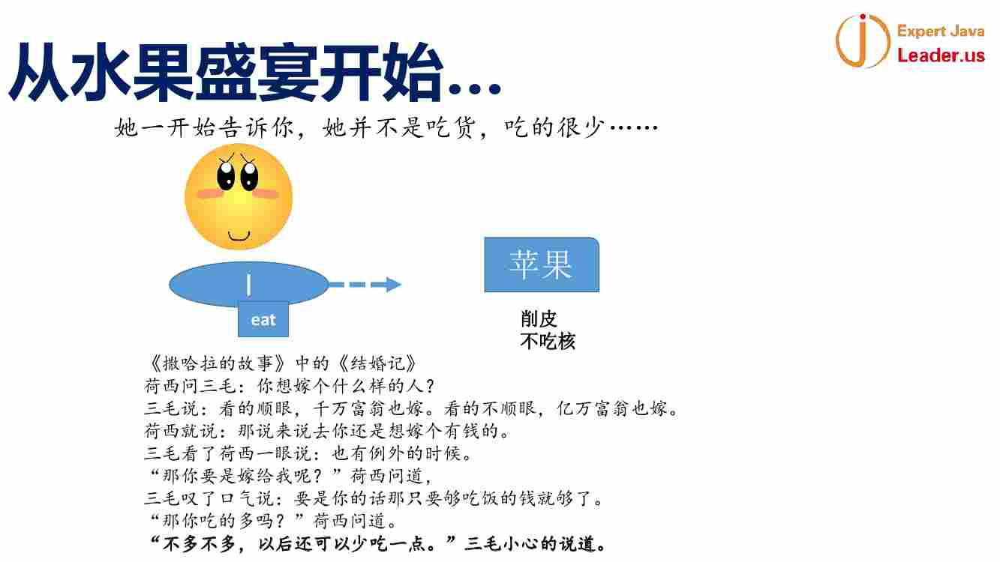 Expert Java
Leader.us
从水果盛宴开始...
她一开始告诉你，她并不是吃货，吃的很少……
I
eat
苹果
削皮
不吃核
《撒哈拉的故事》中的《结婚记》
荷西问三毛：你想嫁个什么样的人？
三毛说：看的顺眼，千万富翁也嫁。看的不顺眼，亿万富翁也嫁。
荷西就说：那说来说去你还是想嫁个有钱的。
三毛看了荷西一眼说：也有例外的时候。
“那你要是嫁给我呢？”荷西问道，
三毛叹了口气说：要是你的话那只要够吃饭的钱就够了。
“那你吃的多吗？”荷西问道。
“不多不多，以后还可以少吃一点。”三毛小心的说道。